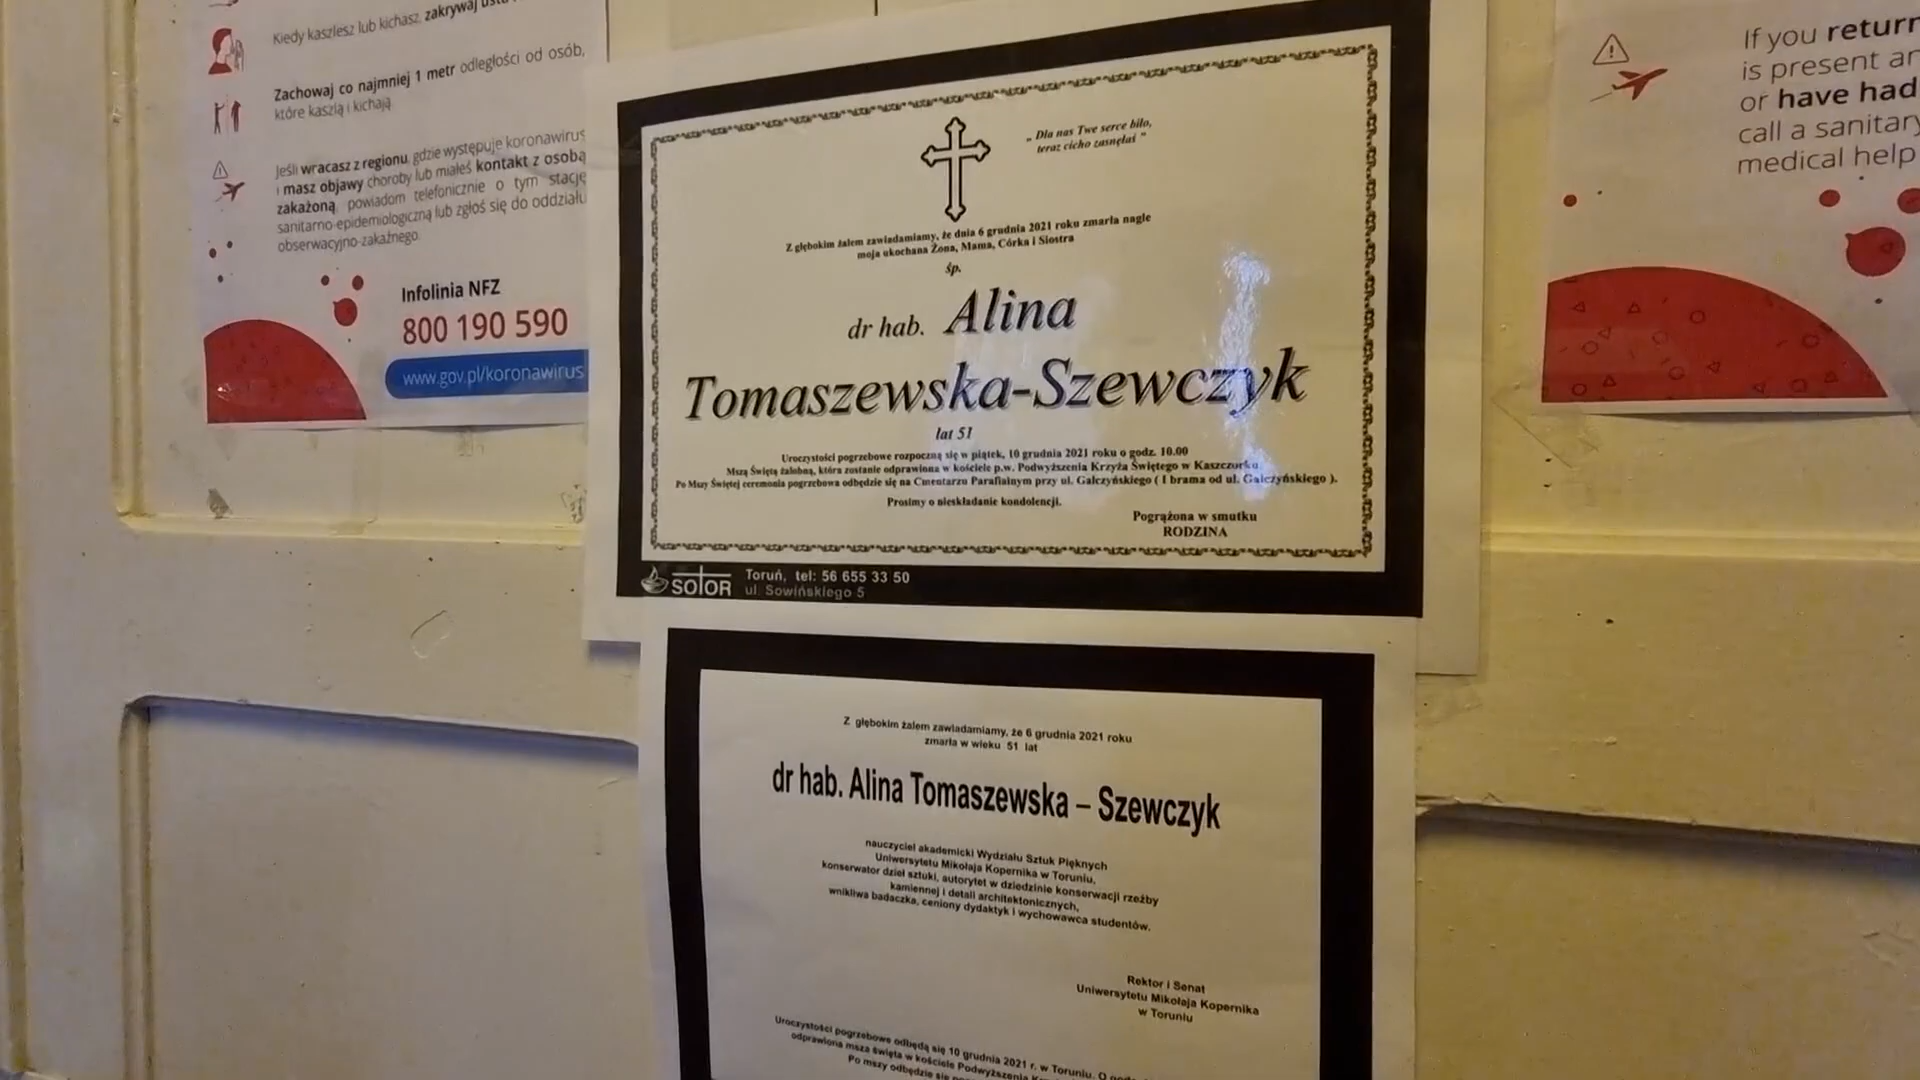 Kiedy kaszlesz lub kichasz, zakrywaj usta
Zachowaj co najmniej 1 metr odległości od osób,
które kaszlą i kichają
Jeśli wracasz z regionu, gdzie występuje koronawirus
i masz objawy choroby lub miałeś kontakt z osobą
zakażoną, powiadom telefonicznie o tym stację
sanitarno-epidemiologiczną lub zgłoś się do oddziału
obserwacyjno-zakaźnego.
Infolinia NFZ
800 190 590
www.gov.pl/koronawirus
„ Dla nas Twe serce biło,
teraz cicho zasnęłaś "
Z głębokim żalem zawiadamiamy, że dnia 6 grudnia 2021 roku zmarła nagle
moja ukochana Żona, Mama, Córka i Siostra
śp.
dr hab. Alina
Tomaszewska-Szewczyk
lat 51
Uroczystości pogrzebowe rozpoczną się w piątek, 10 grudnia 2021 roku o godz. 10.00
Mszą Świętą żałobną, która zostanie odprawiona w kościele p.w. Podwyższenia Krzyża Świętego w Kaszczorku.
Po Mszy Świętej ceremonia pogrzebowa odbędzie się na Cmentarzu Parafialnym przy ul. Gałczyńskiego ( I brama od ul. Gałczyńskiego ).
Prosimy o nieskładanie kondolencji.
Pogrążona w smutku
RODZINA
SOTOR
Toruń, tel: 56 655 33 50
ul. Sowińskiego 5
If you return
is present an
or have had
call a sanitary
medical help
Z głębokim żalem zawiadamiamy, że 6 grudnia 2021 roku
zmarła w wieku 51 lat
dr hab. Alina Tomaszewska – Szewczyk
nauczyciel akademicki Wydziału Sztuk Pięknych
Uniwersytetu Mikołaja Kopernika w Toruniu,
konserwator dzieł sztuki, autorytet w dziedzinie konserwacji rzeźby
kamiennej i detali architektonicznych,
wnikliwa badaczka, ceniony dydaktyk i wychowawca studentów.
Rektor i Senat
Uniwersytetu Mikołaja Kopernika
w Toruniu
Uroczystości pogrzebowe odbędą się 10 grudnia 2021 r. w Toruniu. O
odprawiona msza święta w kościele
Po mszy odbędzie się